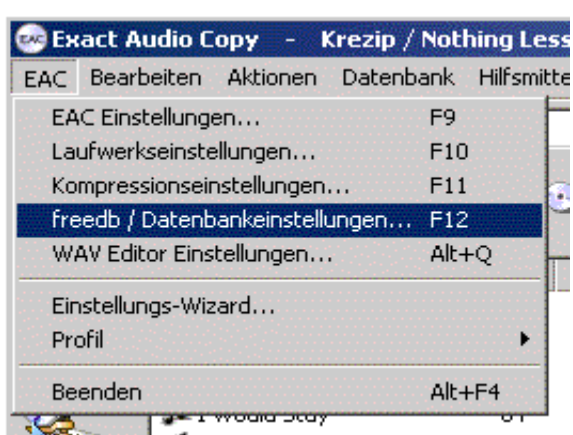 Exact Audio Copy - Krezip / Nothing Less
EAC Bearbeiten Aktionen Datenbank Hilfsmitte
EAC Einstellungen... F9
Laufwerkseinstellungen... F10
Kompressionseinstellungen... F11
freedb / Datenbankeinstellungen... F12
WAV Editor Einstellungen... Alt+Q
Einstellungs-Wizard...
Profil
Beenden Alt+F4
I Would Stay